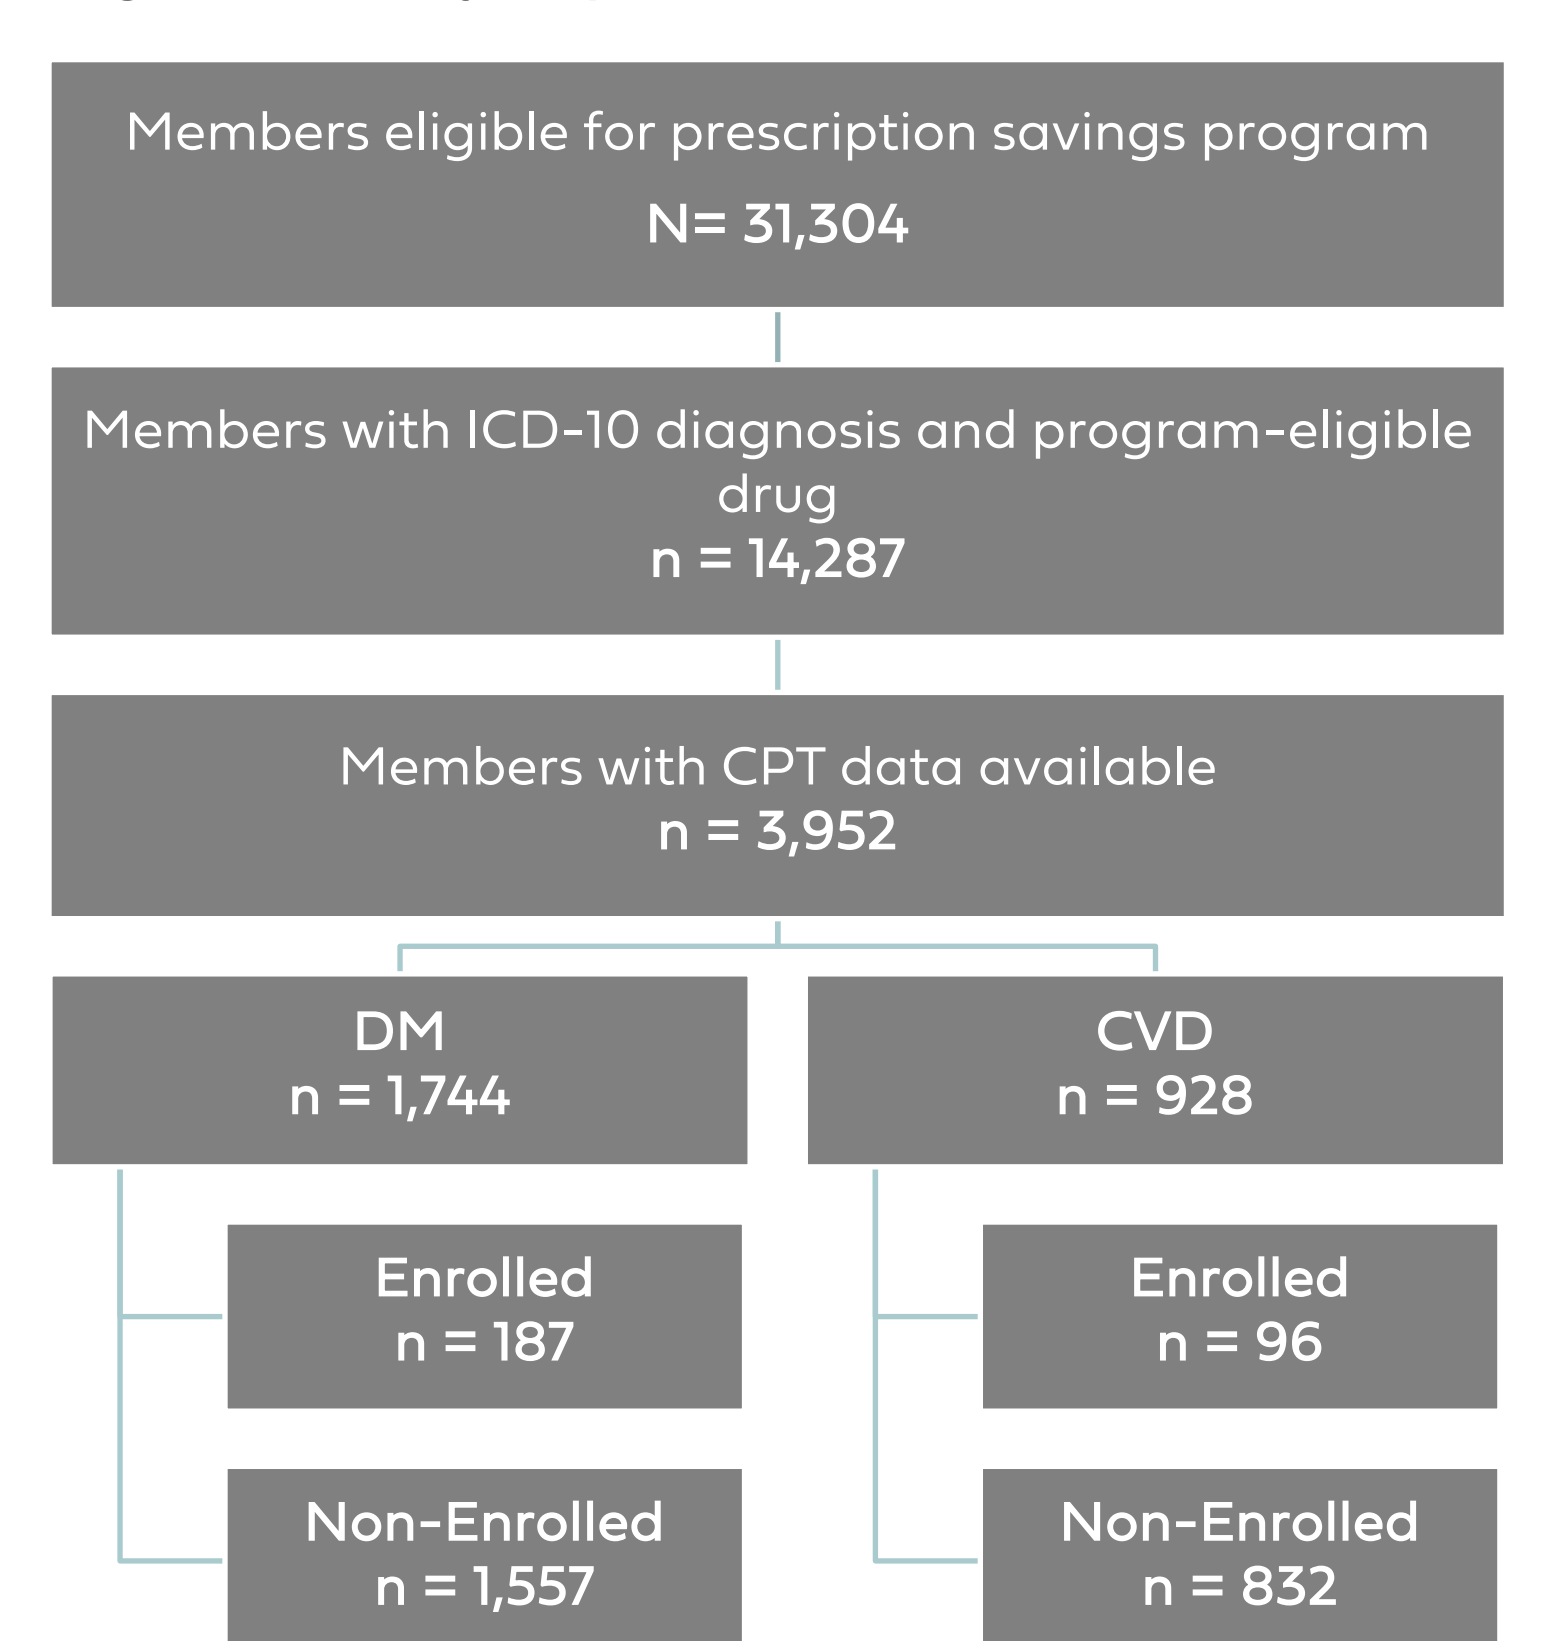 Members eligible for prescription savings program
N= 31,304
Members with ICD-10 diagnosis and program-eligible
drug
n = 14,287
Members with CPT data available
n = 3,952
DM
n = 1,744
CVD
n = 928
Enrolled
n = 187
Enrolled
n = 96
Non-Enrolled
n = 1,557
Non-Enrolled
n = 832